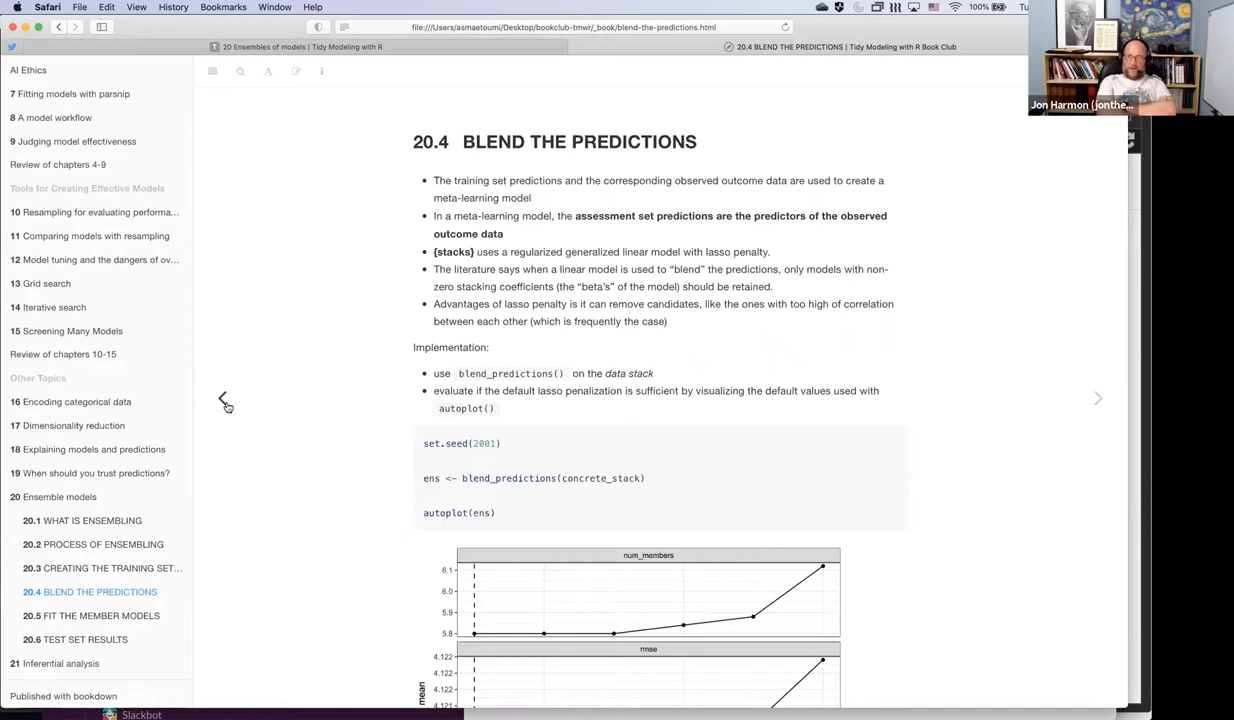 Safari File Edit View History Bookmarks Window Help
100%
Tu
file:///Users/asmaetoumi/Desktop/bookclub-tmwr/_book/blend-the-predictions.html
20 Ensembles of models | Tidy Modeling with R
20.4 BLEND THE PREDICTIONS | Tidy Modeling with R Book Club
Jon Harmon (jonthe...
AI Ethics
7 Fitting models with parsnip
8 A model workflow
9 Judging model effectiveness
Review of chapters 4-9
Tools for Creating Effective Models
10 Resampling for evaluating performa...
11 Comparing models with resampling
12 Model tuning and the dangers of ov...
13 Grid search
14 Iterative search
15 Screening Many Models
Review of chapters 10-15
Other Topics
16 Encoding categorical data
17 Dimensionality reduction
18 Explaining models and predictions
19 When should you trust predictions?
20 Ensemble models
20.1 WHAT IS ENSEMBLING
20.2 PROCESS OF ENSEMBLING
20.3 CREATING THE TRAINING SET...
20.4 BLEND THE PREDICTIONS
20.5 FIT THE MEMBER MODELS
20.6 TEST SET RESULTS
21 Inferential analysis
Published with bookdown
Slackbot
20.4 BLEND THE PREDICTIONS
• The training set predictions and the corresponding observed outcome data are used to create a
meta-learning model
• In a meta-learning model, the assessment set predictions are the predictors of the observed
outcome data
• {stacks} uses a regularized generalized linear model with lasso penalty.
• The literature says when a linear model is used to “blend” the predictions, only models with non-
zero stacking coefficients (the “beta's” of the model) should be retained.
• Advantages of lasso penalty is it can remove candidates, like the ones with too high of correlation
between each other (which is frequently the case)
Implementation:
• use blend_predictions() on the data stack
• evaluate if the default lasso penalization is sufficient by visualizing the default values used with
autoplot()
set.seed(2001)
ens <- blend_predictions(concrete_stack)
autoplot(ens)
num_members
6.1
6.0
5.9
5.8
rmse
4.122
4.122
4.122
4.121
mean